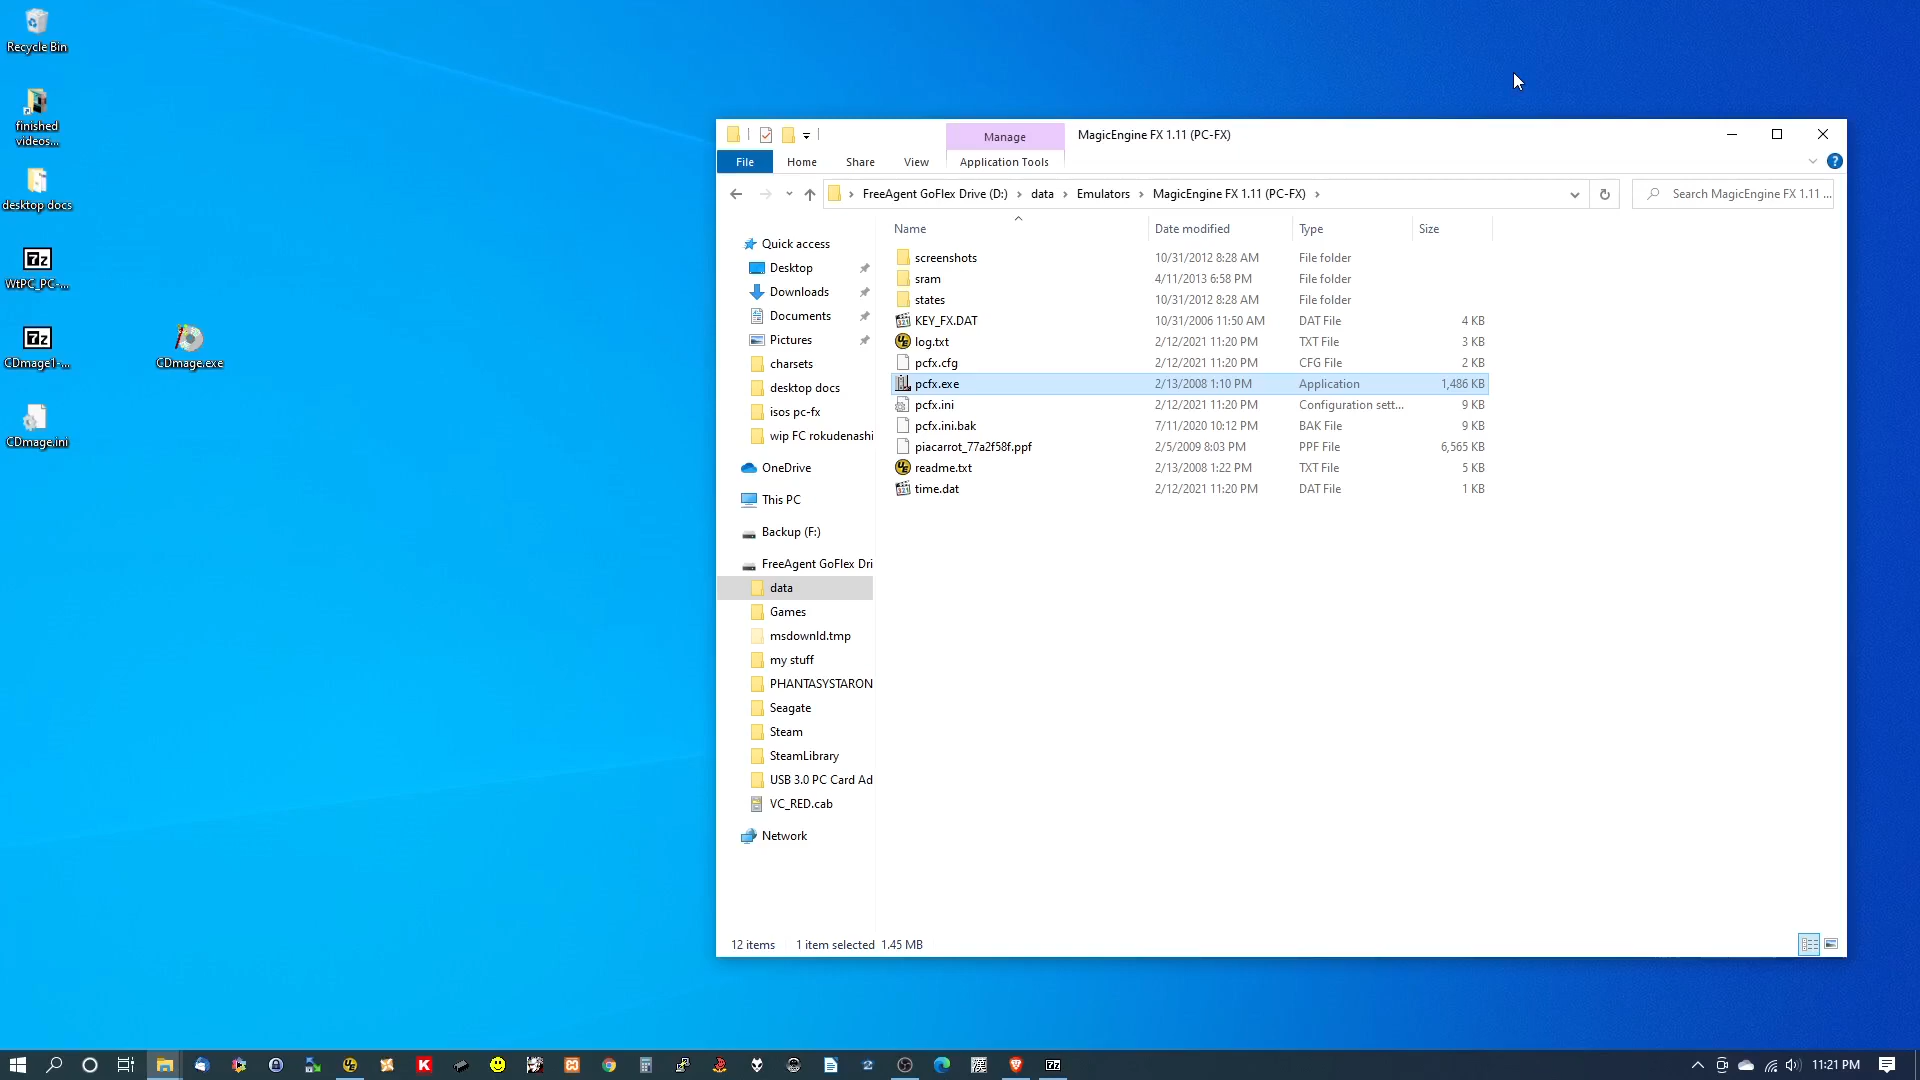 Recycle Bin
finished
videos...
desktop docs
WtPC_PC-...
CDmage1-...
CDmage.exe
CDmage.ini
Manage
MagicEngine FX 1.11 (PC-FX)
File
Home
Share
View
Application Tools
FreeAgent GoFlex Drive (D:)
data
Emulators
MagicEngine FX 1.11 (PC-FX)
Search MagicEngine FX 1.11 ...
Name
Date modified
Type
Size
Quick access
Desktop
Downloads
Documents
Pictures
charsets
desktop docs
isos pc-fx
wip FC rokudenashi
OneDrive
This PC
Backup (F:)
FreeAgent GoFlex Dri
data
Games
msdownld.tmp
my stuff
PHANTASYSTARON
Seagate
Steam
SteamLibrary
USB 3.0 PC Card Ad
VC_RED.cab
Network
screenshots 10/31/2012 8:28 AM File folder
sram 4/11/2013 6:58 PM File folder
states 10/31/2012 8:28 AM File folder
KEY_FX.DAT 10/31/2006 11:50 AM DAT File 4 KB
log.txt 2/12/2021 11:20 PM TXT File 3 KB
pcfx.cfg 2/12/2021 11:20 PM CFG File 2 KB
pcfx.exe 2/13/2008 1:10 PM Application 1,486 KB
pcfx.ini 2/12/2021 11:20 PM Configuration sett... 9 KB
pcfx.ini.bak 7/11/2020 10:12 PM BAK File 9 KB
piacarrot_77a2f58f.ppf 2/5/2009 8:03 PM PPF File 6,565 KB
readme.txt 2/13/2008 1:22 PM TXT File 5 KB
time.dat 2/12/2021 11:20 PM DAT File 1 KB
12 items
1 item selected 1.45 MB
11:21 PM